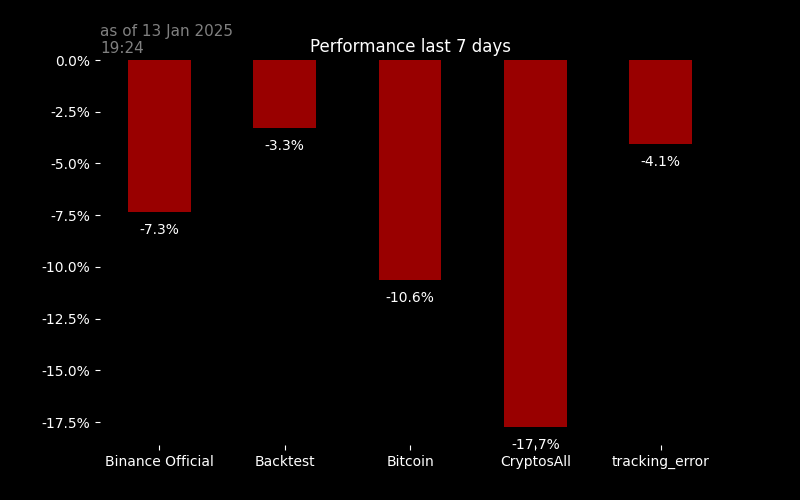 as of 13 Jan 2025
19:24
Performance last 7 days
0.0%
-2.5%
-5.0%
-7.5%
-10.0%
-12.5%
-15.0%
-17.5%
-7.3%
-3.3%
-10.6%
-17.7%
-4.1%
Binance Official
Backtest
Bitcoin
CryptosAll
tracking_error